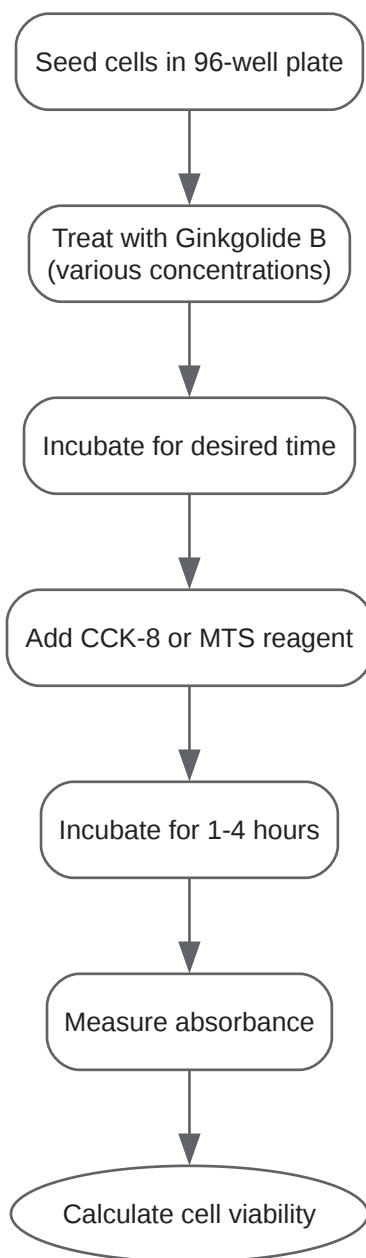 Seed cells in 96-well plate
Treat with Ginkgolide B
(various concentrations)
Incubate for desired time
Add CCK-8 or MTS reagent
Incubate for 1-4 hours
Measure absorbance
Calculate cell viability